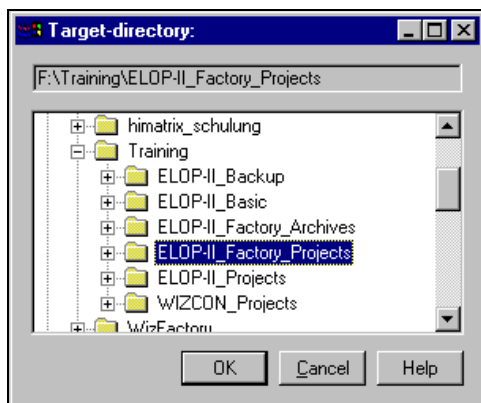 Target-directory:
F:\Training\ELOP-II_Factory_Projects
himatrix_schulung
Training
ELOP-II_Backup
ELOP-II_Basic
ELOP-II_Factory_Archives
ELOP-II_Factory_Projects
ELOP-II_Projects
WIZCON_Projects
WizFactory
OK Cancel Help